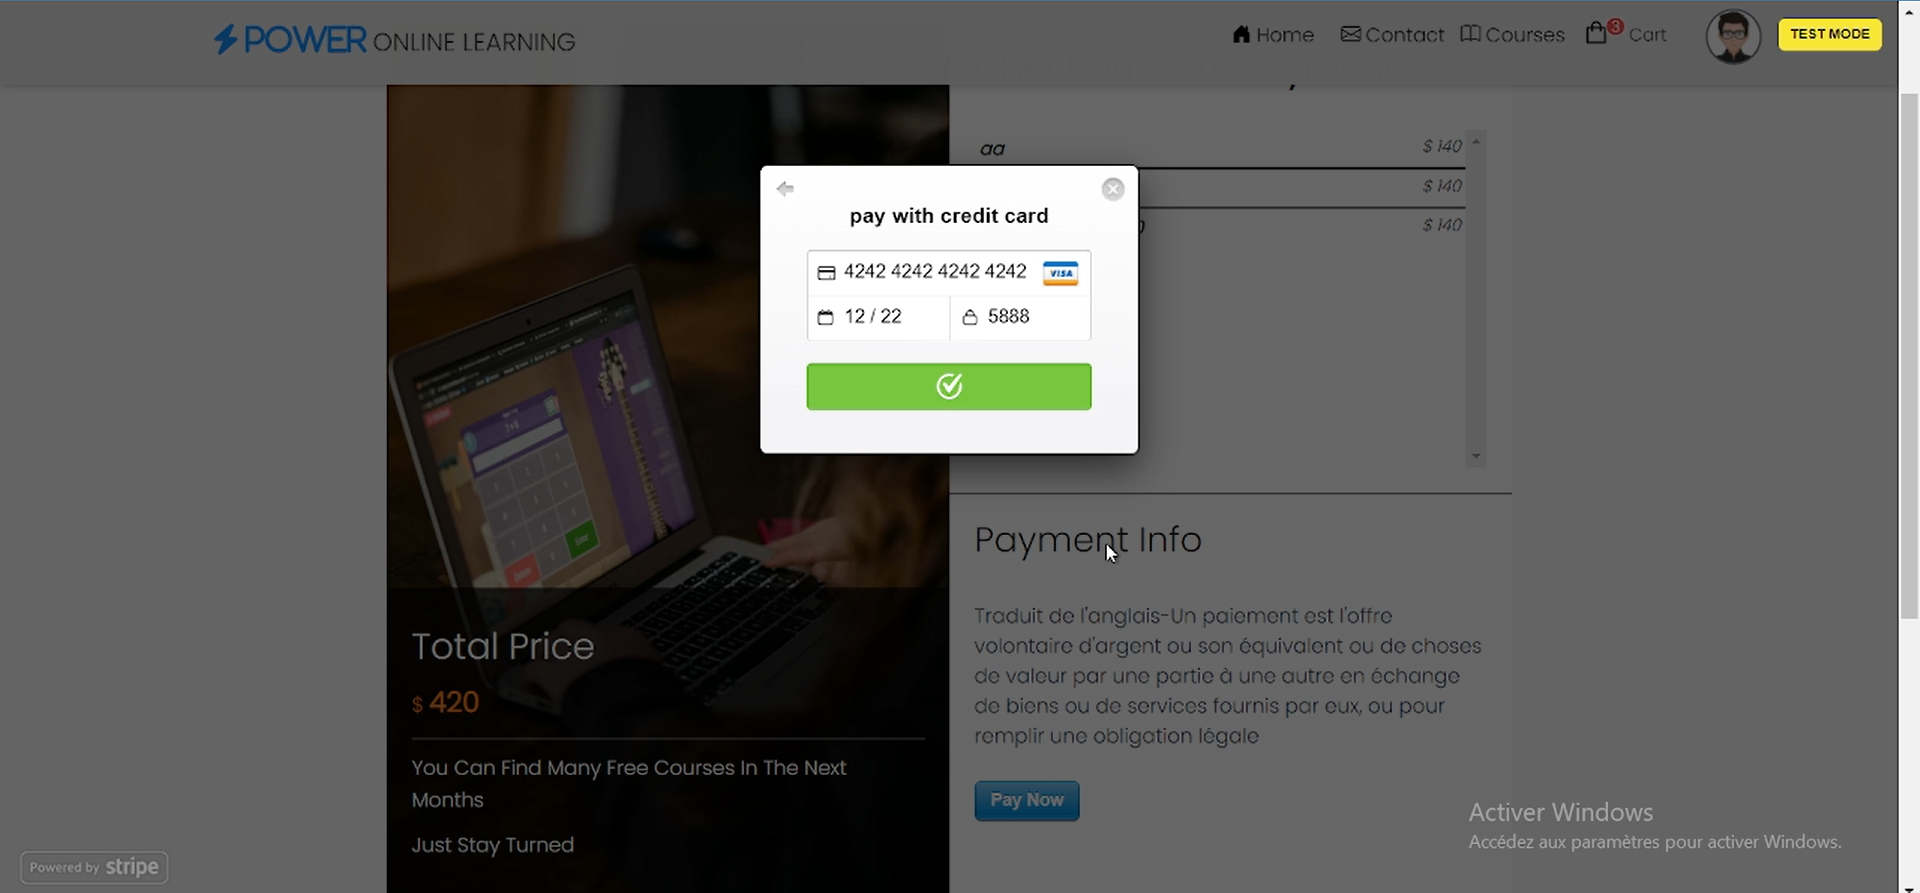 POWER ONLINE LEARNING
Home
Contact
Courses
3
Cart
TEST MODE
aa
$ 140
$ 140
$ 140
pay with credit card
4242 4242 4242 4242
VISA
12 / 22
5888
Payment Info
Traduit de l'anglais-Un paiement est l'offre
volontaire d'argent ou son équivalent ou de choses
de valeur par une partie à une autre en échange
de biens ou de services fournis par eux, ou pour
remplir une obligation légale
Pay Now
Total Price
$ 420
You Can Find Many Free Courses In The Next
Months
Just Stay Turned
Powered by stripe
Activer Windows
Accédez aux paramètres pour activer Windows.